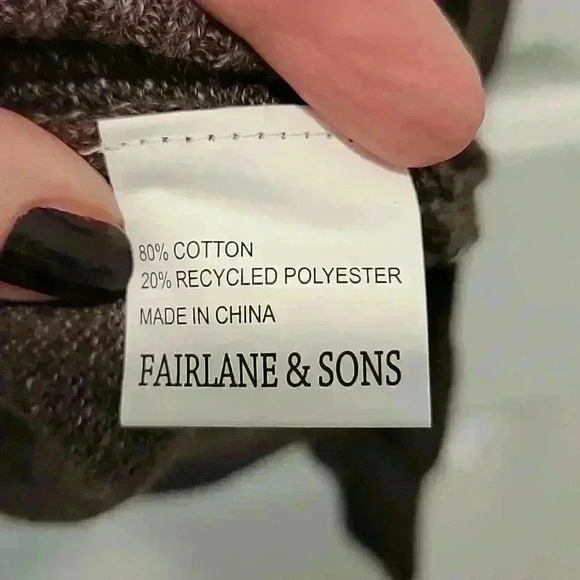 80% COTTON
20% RECYCLED POLYESTER
MADE IN CHINA
FAIRLANE & SONS